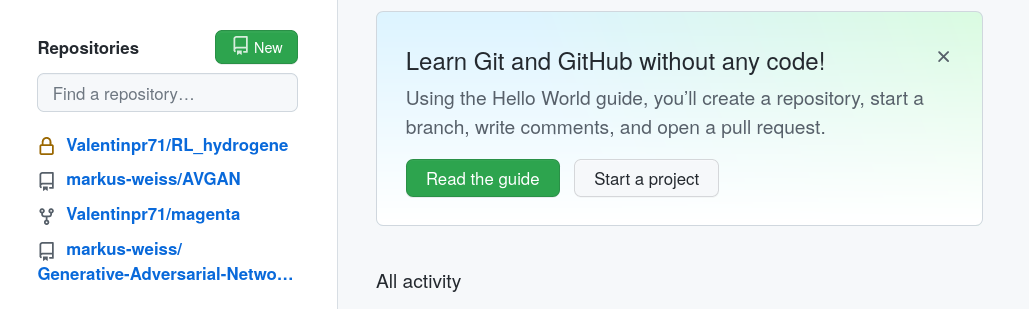 Repositories
New
Find a repository…
Valentinpr71/RL_hydrogene
markus-weiss/AVGAN
Valentinpr71/magenta
markus-weiss/
Generative-Adversarial-Netwo…
Learn Git and GitHub without any code!
Using the Hello World guide, you’ll create a repository, start a
branch, write comments, and open a pull request.
Read the guide
Start a project
All activity